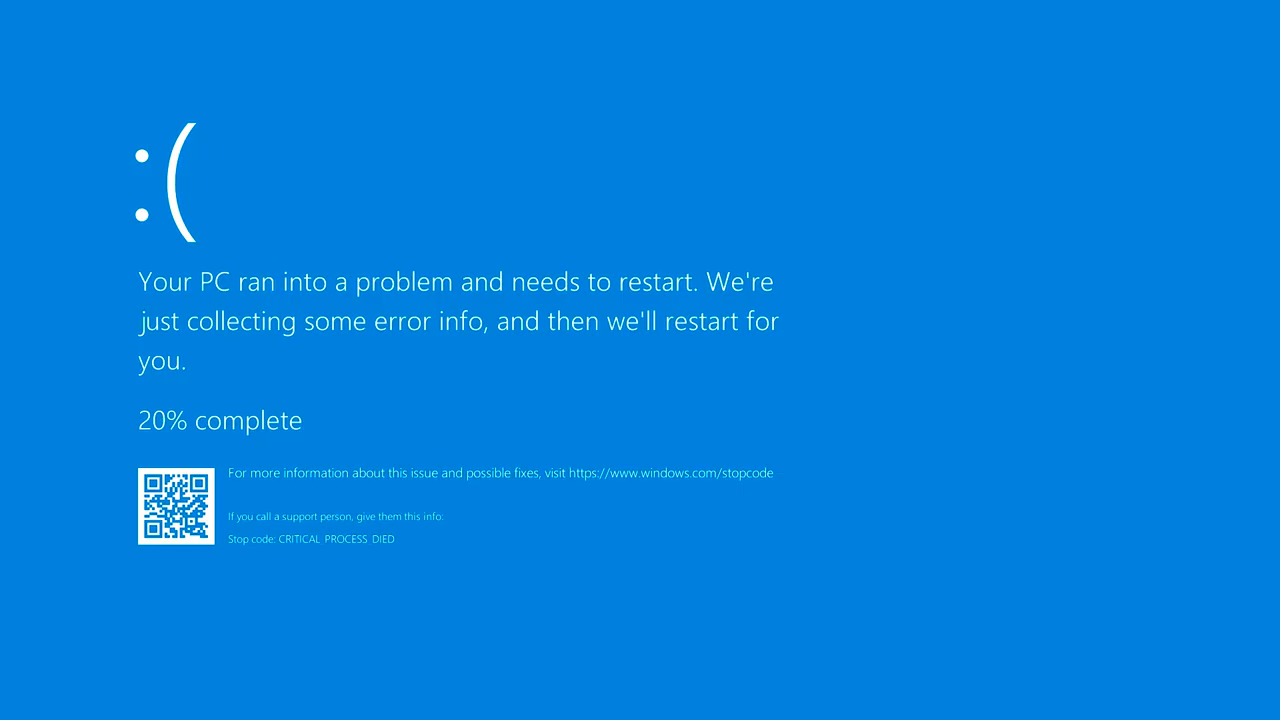 :(
Your PC ran into a problem and needs to restart. We're
just collecting some error info, and then we'll restart for
you.
20% complete
For more information about this issue and possible fixes, visit https://www.windows.com/stopcode
If you call a support person, give them this info:
Stop code: CRITICAL_PROCESS_DIED